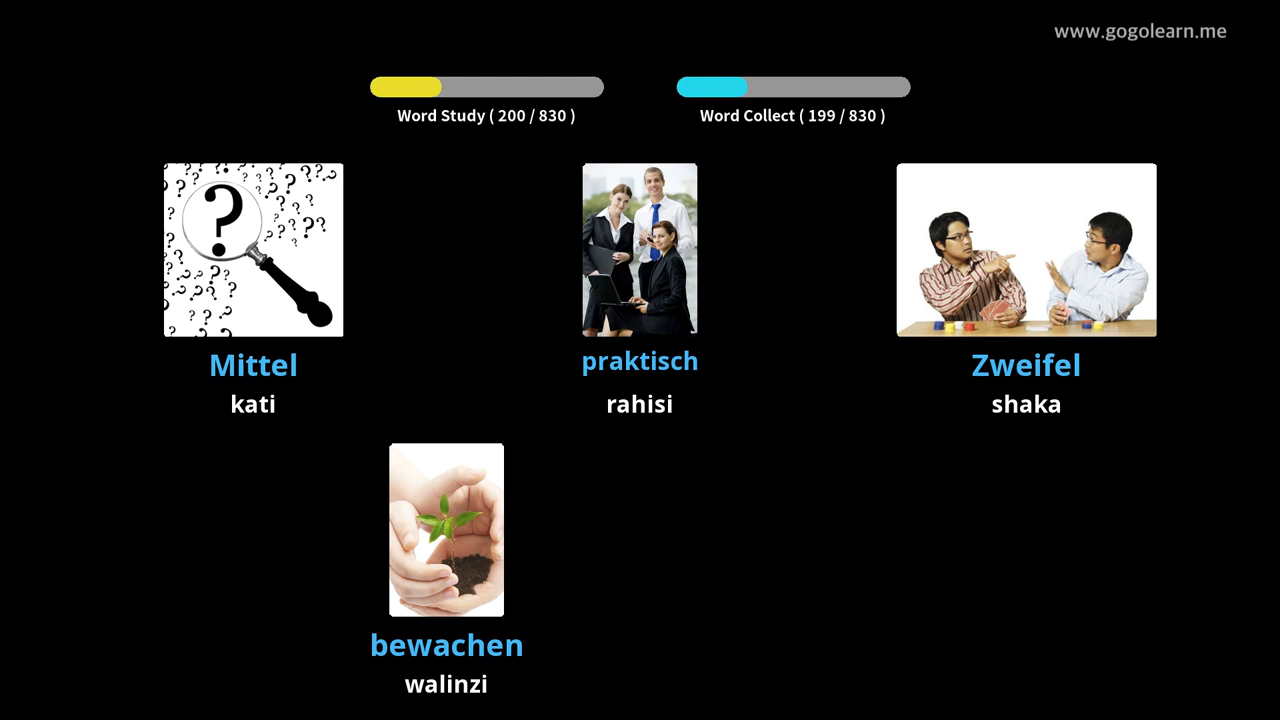 www.gogolearn.me
Word Study ( 200 / 830 )
Word Collect ( 199 / 830 )
Mittel
kati
praktisch
rahisi
Zweifel
shaka
bewachen
walinzi